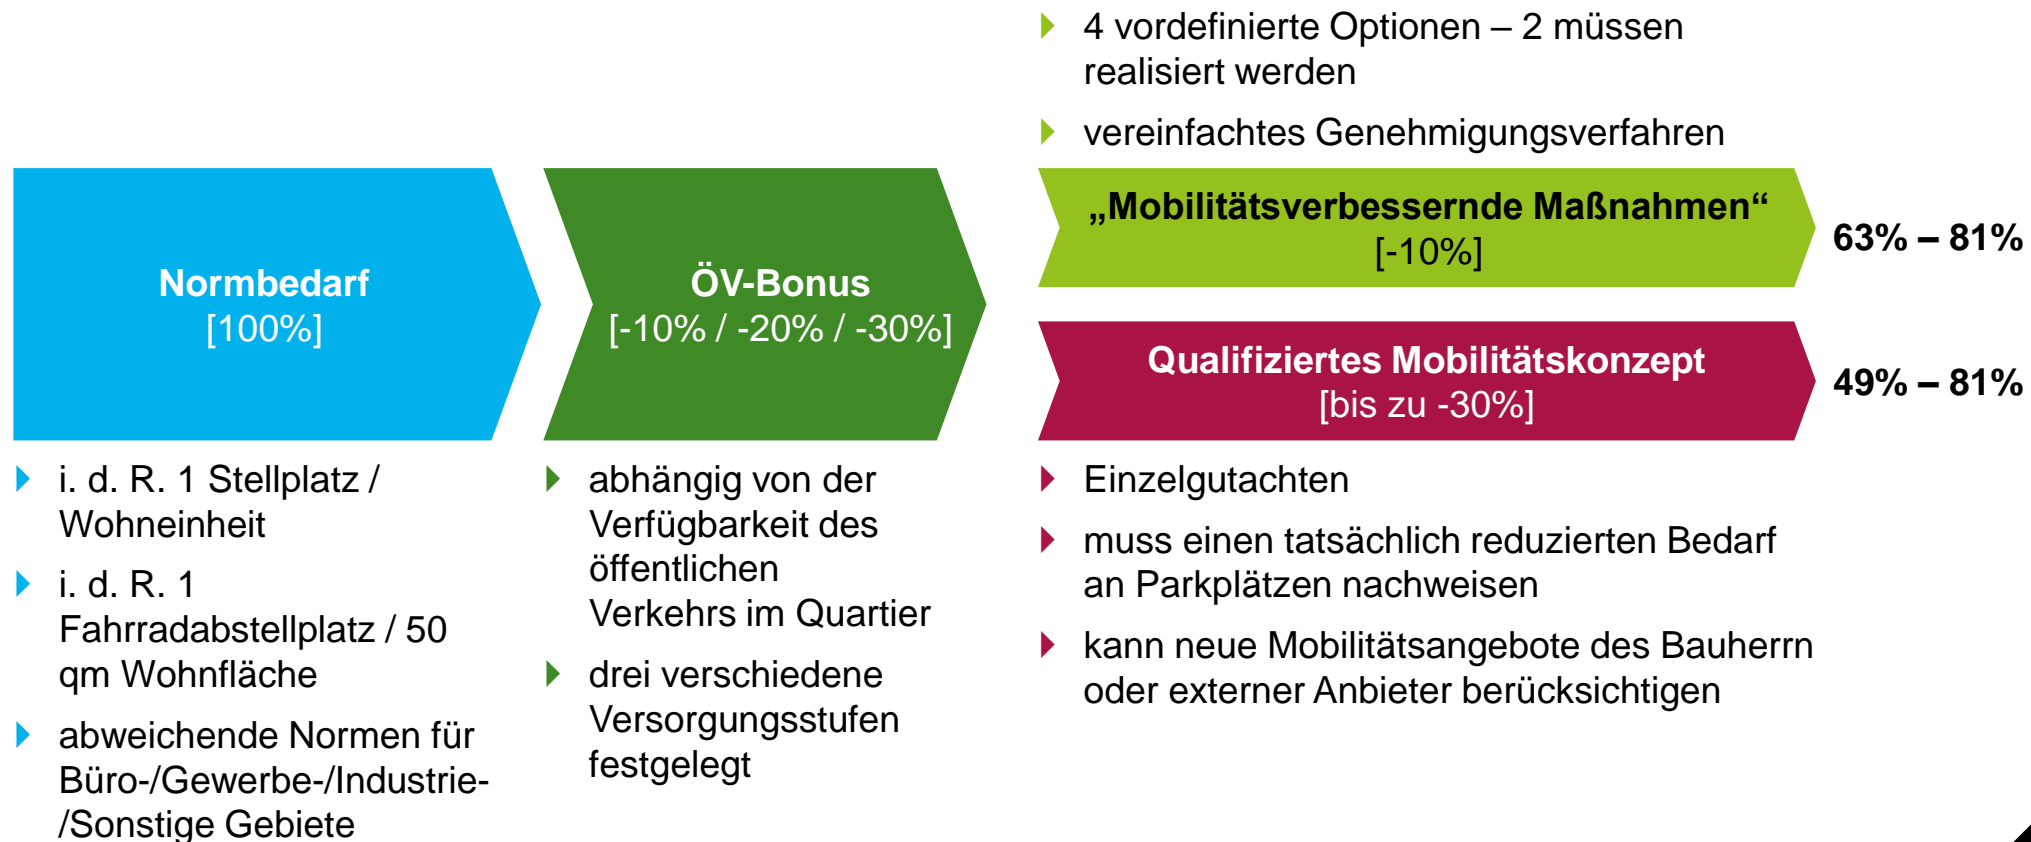 4 vordefinierte Optionen – 2 müssen
realisiert werden
vereinfachtes Genehmigungsverfahren
Normbedarf
[100%]
ÖV-Bonus
[-10% / -20% / -30%]
„Mobilitätsverbessernde Maßnahmen“
[-10%]
63% – 81%
Qualifiziertes Mobilitätskonzept
[bis zu -30%]
49% – 81%
i. d. R. 1 Stellplatz /
Wohneinheit
i. d. R. 1
Fahrradabstellplatz / 50
qm Wohnfläche
abweichende Normen für
Büro-/Gewerbe-/Industrie-
/Sonstige Gebiete
abhängig von der
Verfügbarkeit des
öffentlichen
Verkehrs im Quartier
drei verschiedene
Versorgungsstufen
festgelegt
Einzelgutachten
muss einen tatsächlich reduzierten Bedarf
an Parkplätzen nachweisen
kann neue Mobilitätsangebote des Bauherrn
oder externer Anbieter berücksichtigen